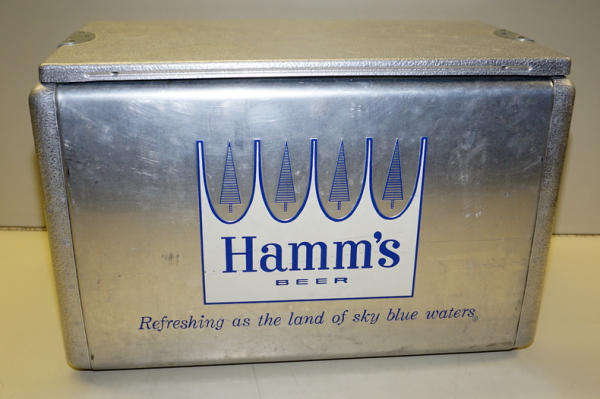 Hamm's
BEER
Refreshing as the land of sky blue waters®